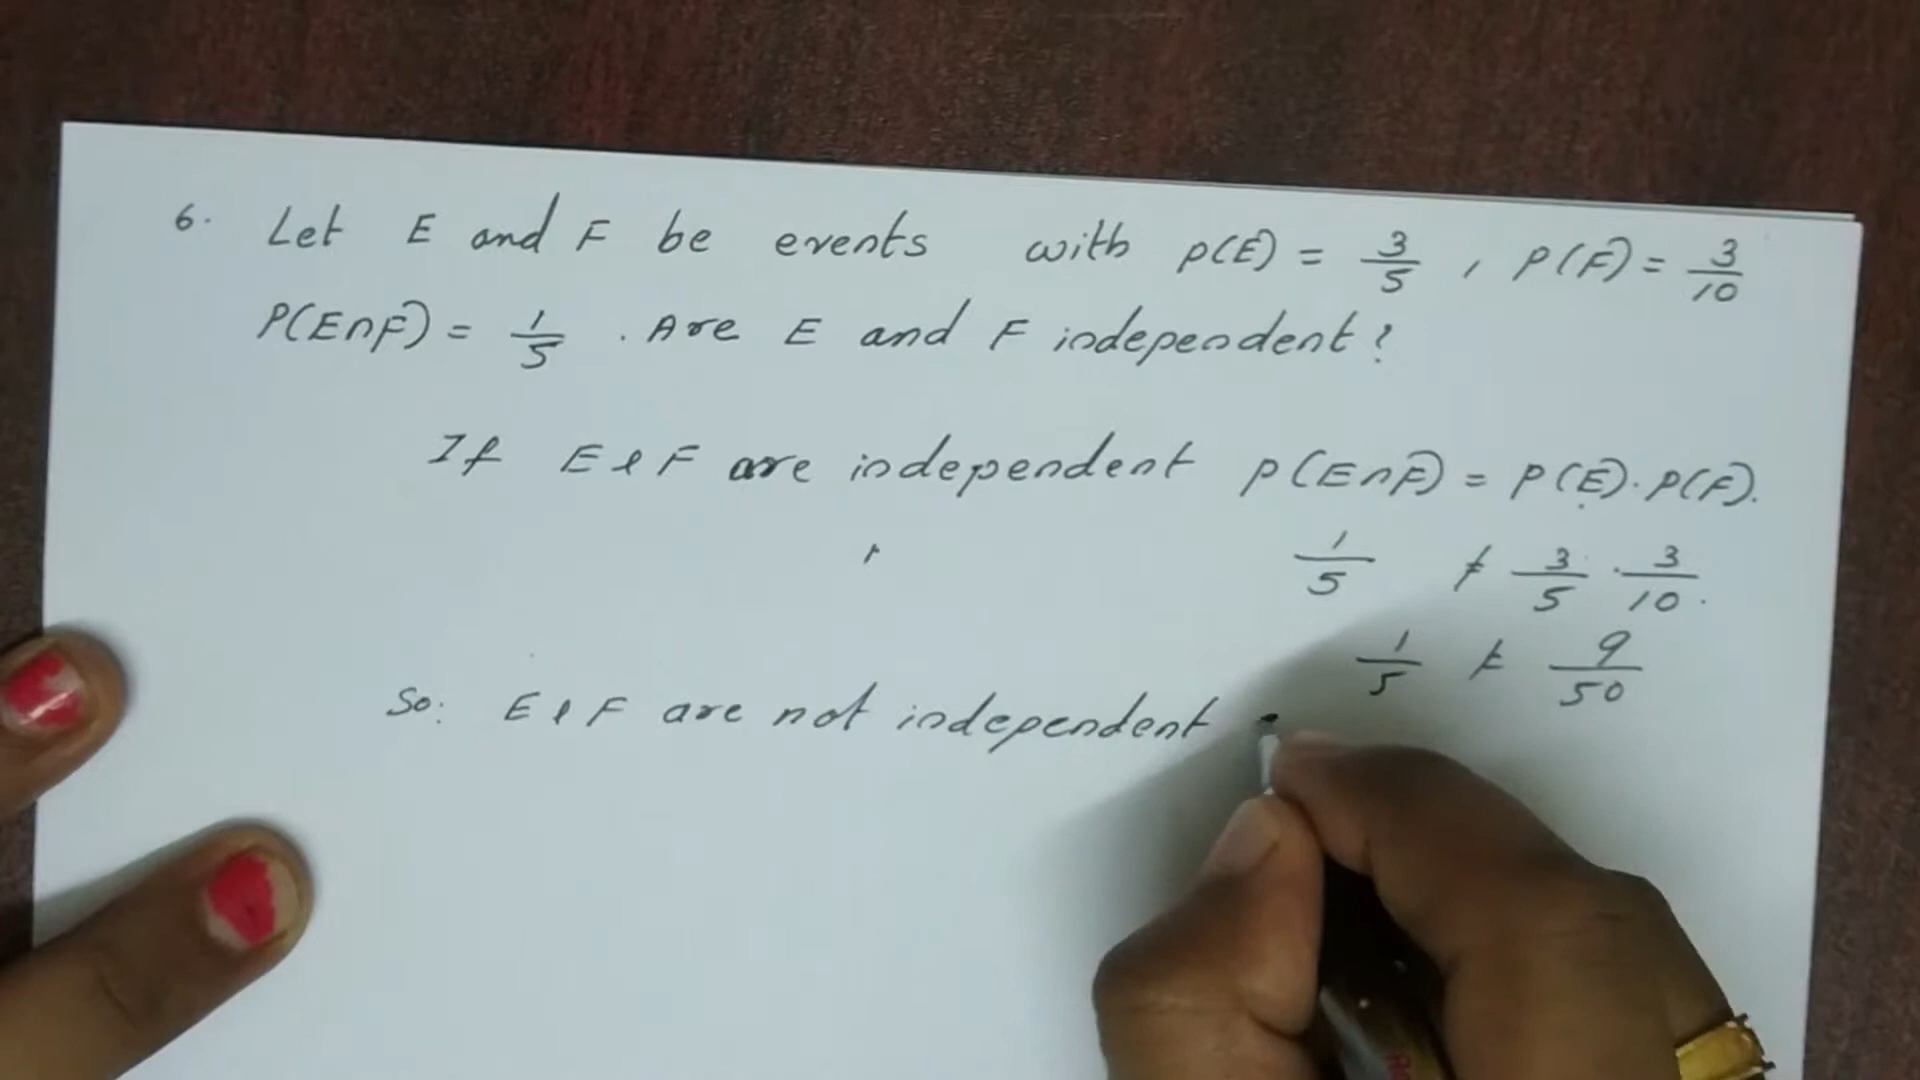 6. Let E and F be events with P(E) = 3/5 , P(F) = 3/10
P(E∩F) = 1/5 . Are E and F independent?
If E & F are independent P(E∩F) = P(E).P(F).
1/5 ≠ 3/5 . 3/10.
1/5 ≠ 9/50
So: E & F are not independent